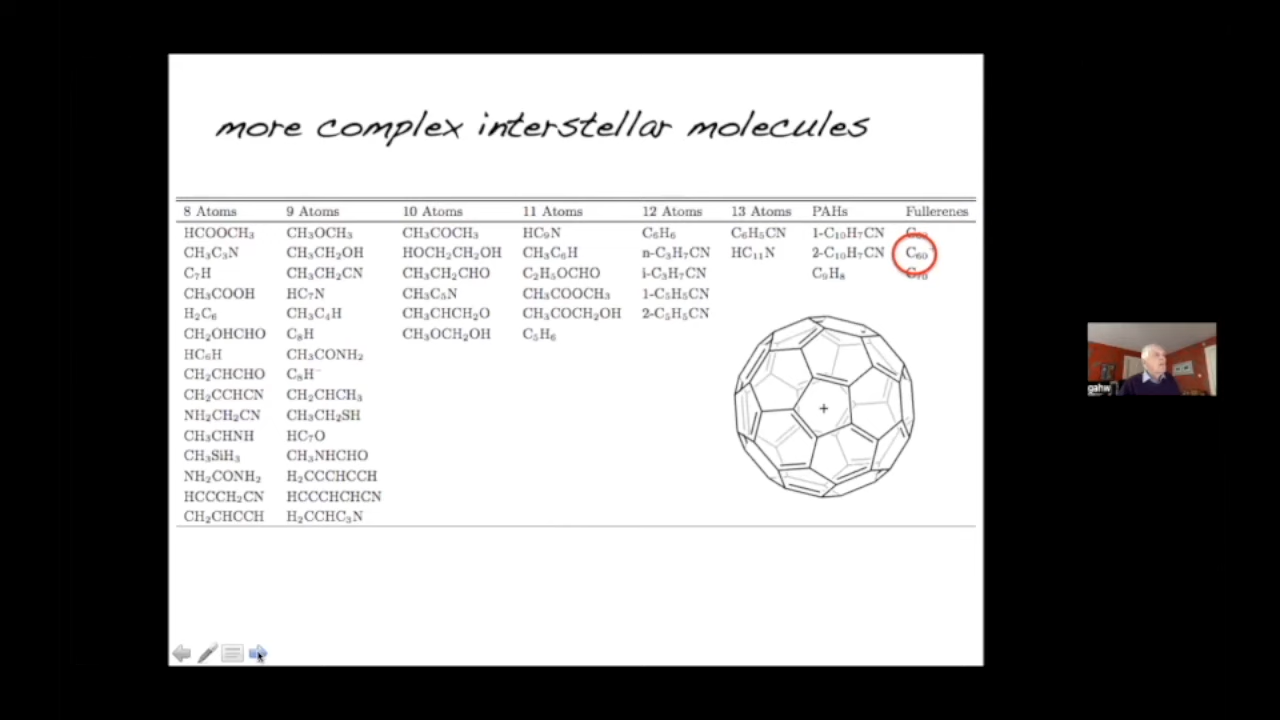 more complex interstellar molecules
8 Atoms 9 Atoms 10 Atoms 11 Atoms 12 Atoms 13 Atoms PAHs Fullerenes
HCOOCH₃ CH₃OCH₃ CH₃COCH₃ HC₉N C₆H₆ C₆H₅CN 1-C₁₀H₇CN C₆₀
CH₃C₃N CH₃CH₂OH HOCH₂CH₂OH CH₃C₆H n-C₃H₇CN HC₁₁N 2-C₁₀H₇CN C₆₀⁺
C₇H CH₃CH₂CN CH₃CH₂CHO C₂H₅OCHO i-C₃H₇CN C₉H₈ C₇₀
CH₃COOH HC₇N CH₃C₅N CH₃COOCH₃ 1-C₅H₅CN
H₂C₆ CH₃C₄H CH₃CHCH₂O CH₃COCH₂OH 2-C₅H₅CN
CH₂OHCHO C₈H CH₃OCH₂OH C₅H₆
HC₆H CH₃CONH₂
CH₂CHCHO C₈H⁻
CH₂CCHCN CH₂CHCH₃
NH₂CH₂CN CH₃CH₂SH
CH₃CHNH HC₇O
CH₃SiH₃ CH₃NHCHO
NH₂CONH₂ H₂CCCHCCH
HCCCH₂CN HCCCHCHCN
CH₂CHCCH H₂CCHC₃N
+
gahw